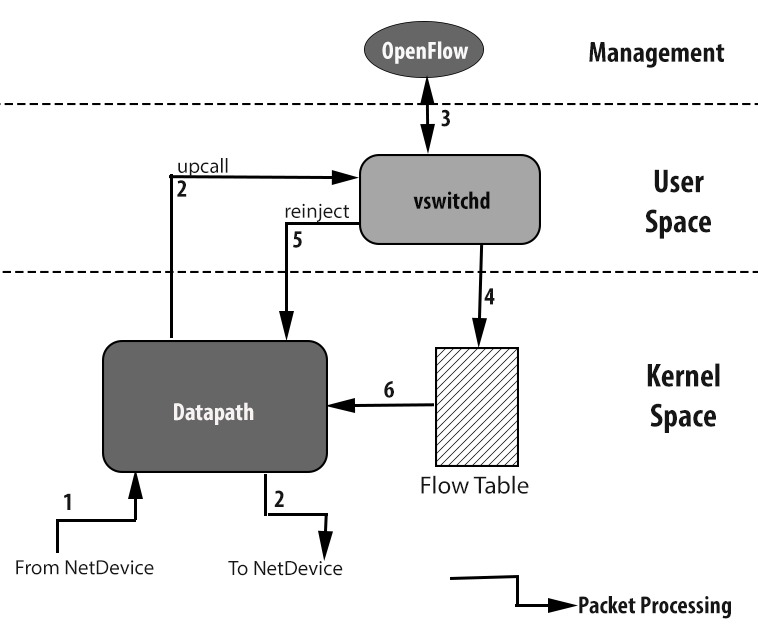 OpenFlow
Management
3
upcall
2
vswitchd
User
Space
reinject
5
4
Kernel
Space
6
Datapath
Flow Table
1
2
From NetDevice
To NetDevice
Packet Processing